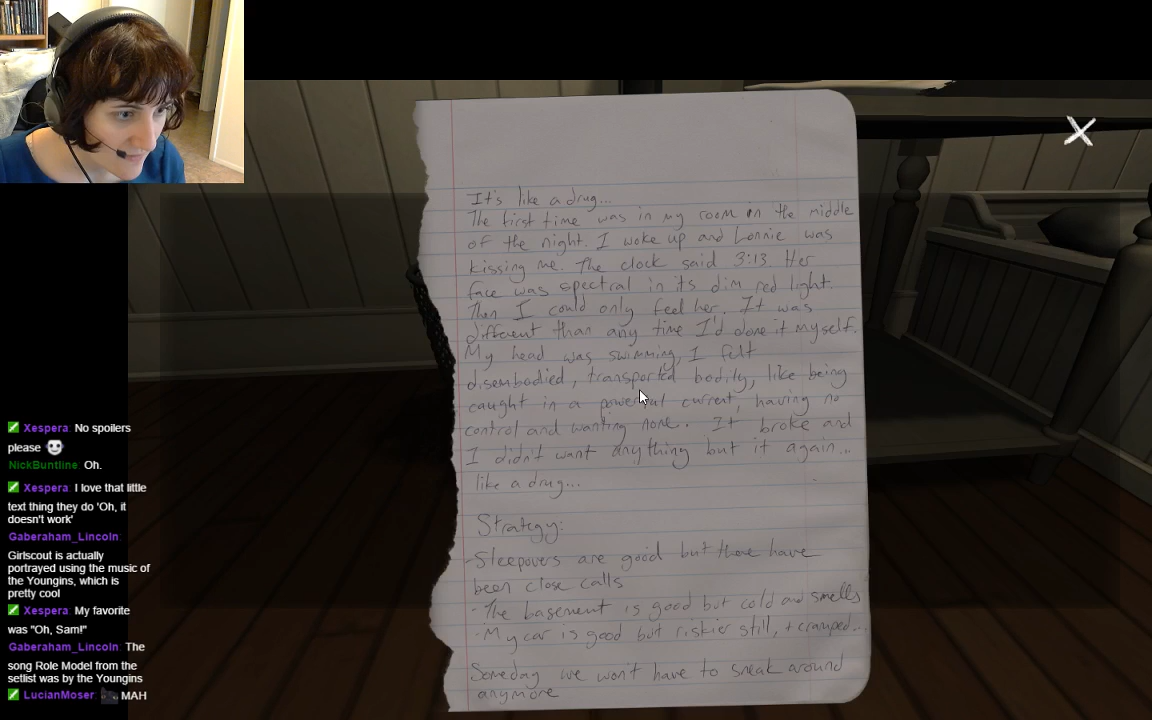 It's like a drug...
The first time was in my room in the middle
of the night. I woke up and Lonnie was
kissing me. The clock said 3:13. Her
face was spectral in its dim red light.
Then I could only feel her. It was
different than any time I'd done it myself.
My head was swimming, I felt
disembodied, transported bodily, like being
caught in a powerful current, having no
control and wanting none. It broke and
I didn't want anything but it again...
like a drug...
Strategy:
- Sleepovers are good but there have
been close calls
- The basement is good but cold and smells
- My car is good but riskier still, + cramped...
Someday we won't have to sneak around
anymore
Xespera: No spoilers
please
NickBuntline: Oh.
Xespera: I love that little
text thing they do 'Oh, it
doesn't work'
Gaberaham_Lincoln:
Girlscout is actually
portrayed using the music of
the Youngins, which is
pretty cool
Xespera: My favorite
was "Oh, Sam!"
Gaberaham_Lincoln: The
song Role Model from the
setlist was by the Youngins
LucianMoser: MAH